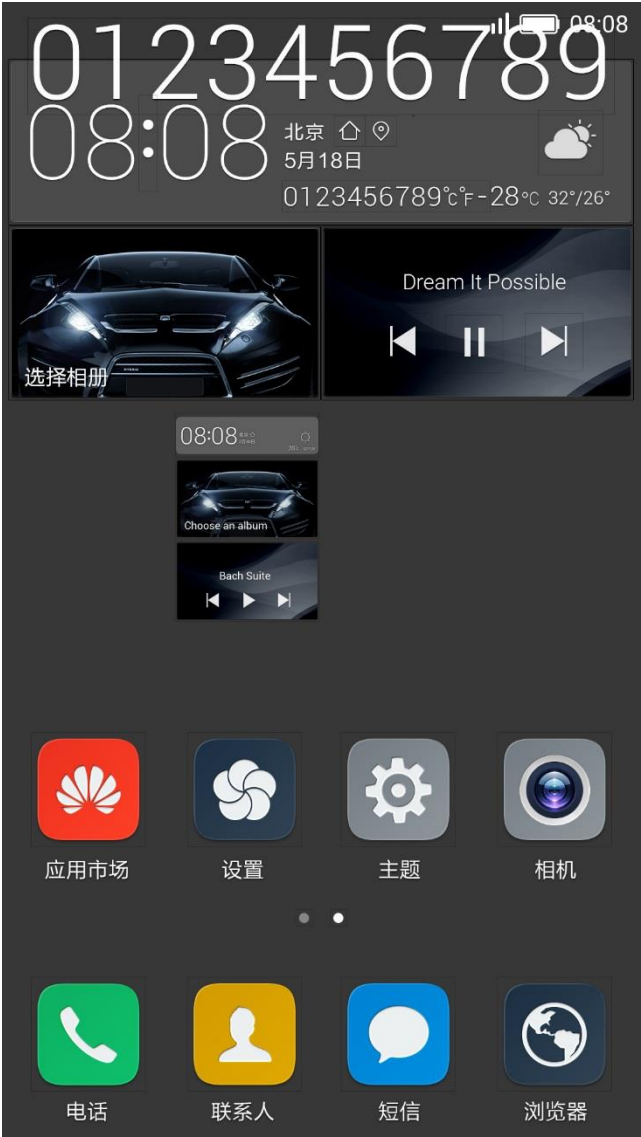 08:08
0123456789
08:08
北京
5月18日
0123456789℃℉-28℃ 32°/26°
选择相册
Dream It Possible
08:08
Choose an album
Bach Suite
应用市场
设置
主题
相机
电话
联系人
短信
浏览器